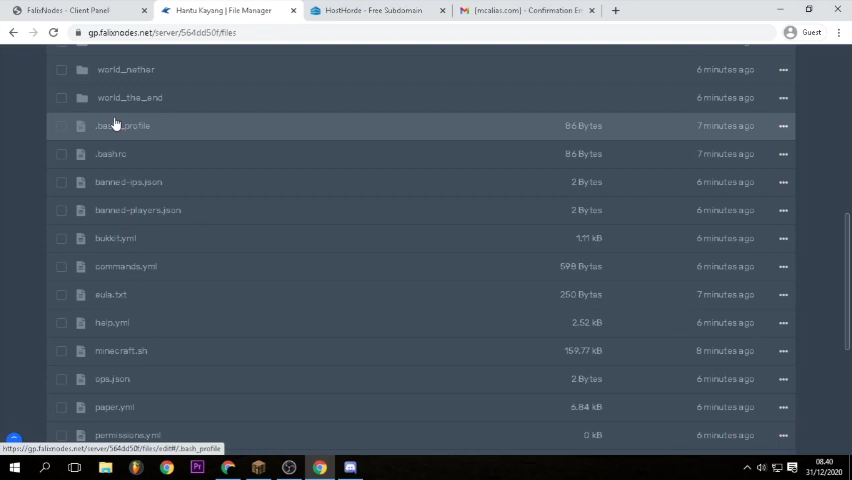 FalixNodes - Client Panel
Hantu Kayang | File Manager
HostHorde - Free Subdomain
[mcalias.com] - Confirmation Em
gp.falixnodes.net/server/564dd50f/files
Guest
world_nether 6 minutes ago
world_the_end 6 minutes ago
.bash_profile 86 Bytes 7 minutes ago
.bashrc 86 Bytes 7 minutes ago
banned-ips.json 2 Bytes 6 minutes ago
banned-players.json 2 Bytes 6 minutes ago
bukkit.yml 1.11 kB 6 minutes ago
commands.yml 598 Bytes 6 minutes ago
eula.txt 250 Bytes 7 minutes ago
help.yml 2.52 kB 6 minutes ago
minecraft.sh 159.77 kB 8 minutes ago
ops.json 2 Bytes 6 minutes ago
paper.yml 6.84 kB 6 minutes ago
permissions.yml 0 kB 6 minutes ago
https://gp.falixnodes.net/server/564dd50f/files/edit#/.bash_profile
Pr
08.40
31/12/2020